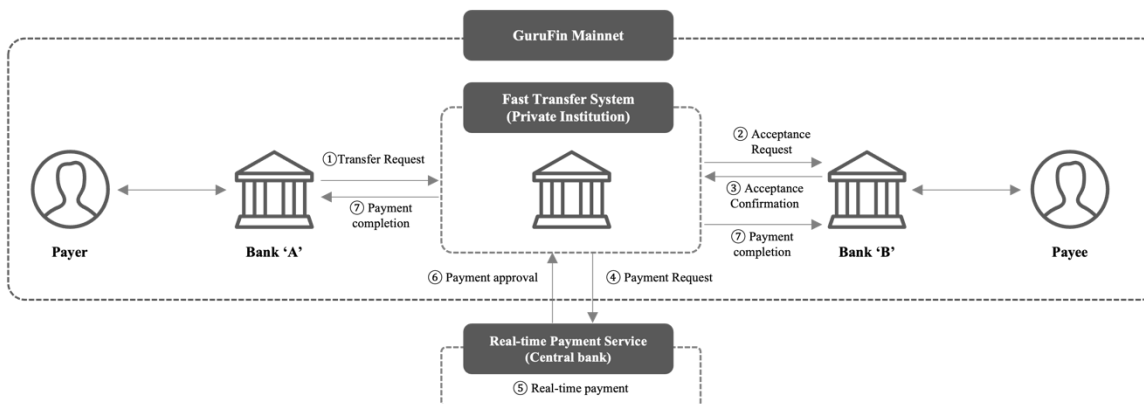 GuruFin Mainnet
Fast Transfer System
(Private Institution)
①Transfer Request
⑦ Payment
completion
② Acceptance
Request
③ Acceptance
Confirmation
⑦ Payment
completion
Payer
Bank ‘A’
Bank ‘B’
Payee
⑥ Payment approval
④ Payment Request
Real-time Payment Service
(Central bank)
⑤ Real-time payment